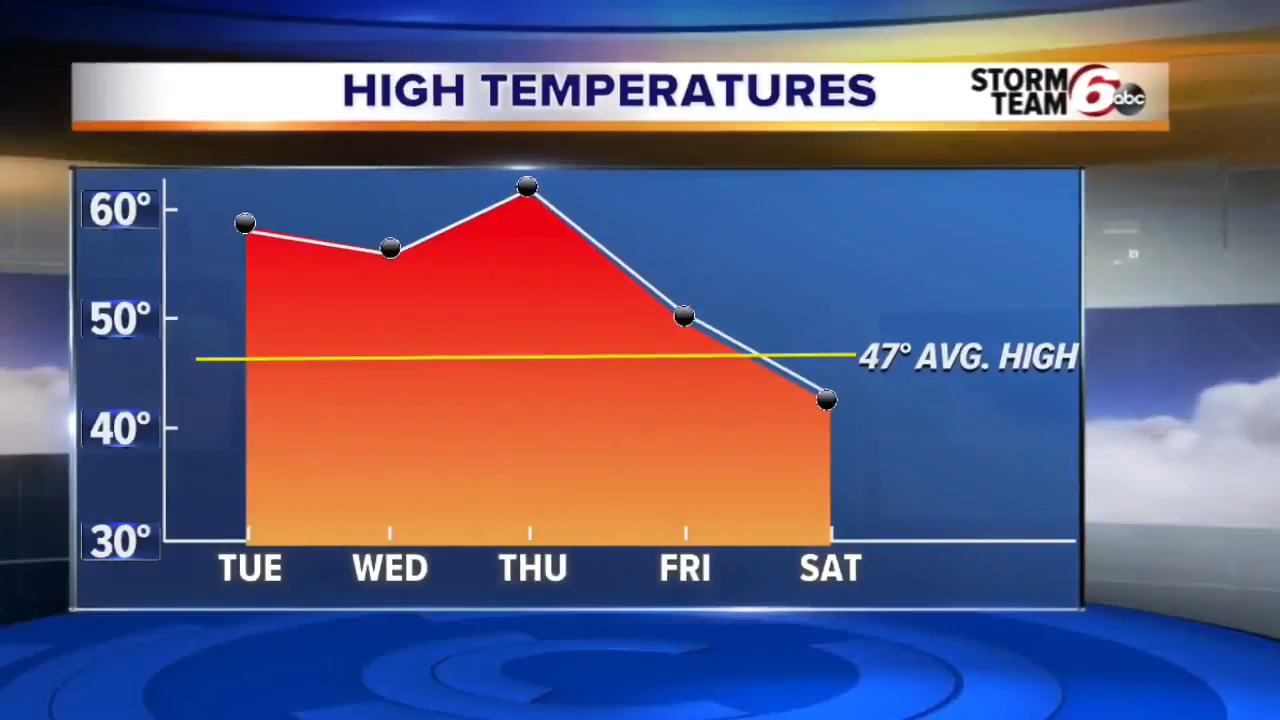 HIGH TEMPERATURES
STORM
TEAM 6 abc
60°
50°
47° AVG. HIGH
40°
30°
TUE WED THU FRI SAT